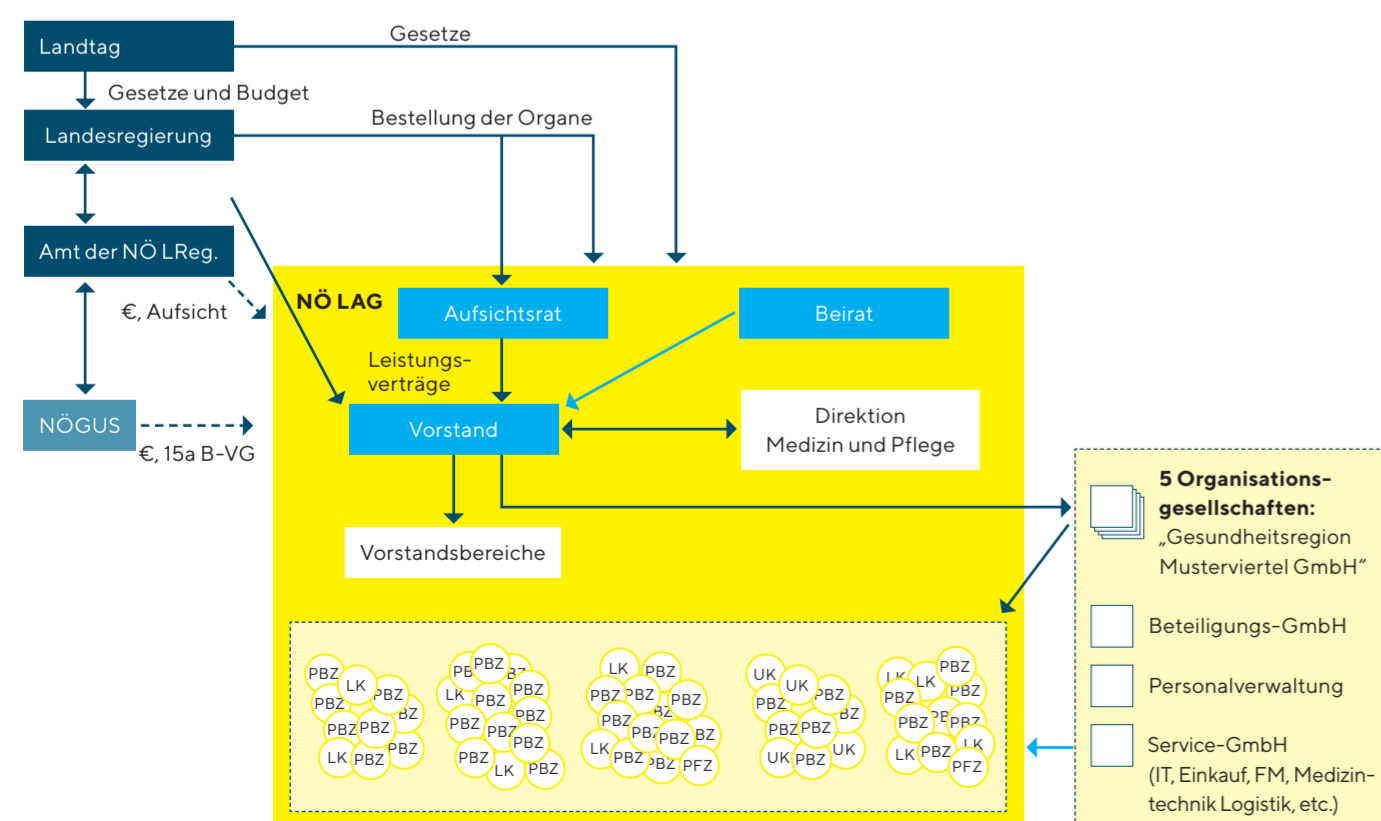 Landtag
Gesetze
Gesetze und Budget
Landesregierung
Bestellung der Organe
Amt der NÖ LReg.
€, Aufsicht
NÖGUS
€, 15a B-VG
NÖ LAG
Aufsichtsrat
Beirat
Leistungs-
verträge
Vorstand
Direktion
Medizin und Pflege
Vorstandsbereiche
5 Organisations-
gesellschaften:
„Gesundheitsregion
Musterviertel GmbH“
Beteiligungs-GmbH
Personalverwaltung
Service-GmbH
(IT, Einkauf, FM, Medizin-
technik Logistik, etc.)
PBZ
LK
PBZ
PBZ
PBZ
PBZ
LK
PBZ
PBZ
PBZ
LK
PBZ
PBZ
PBZ
PBZ
PBZ
PBZ
PBZ
LK
PBZ
LK
PBZ
PBZ
PBZ
PBZ
PBZ
PBZ
PBZ
LK
PBZ
PBZ
PFZ
UK
UK
PBZ
PBZ
PBZ
PBZ
UK
PBZ
UK
LK
PBZ
PBZ
PBZ
PBZ
PBZ
LK
PBZ
LK
PFZ